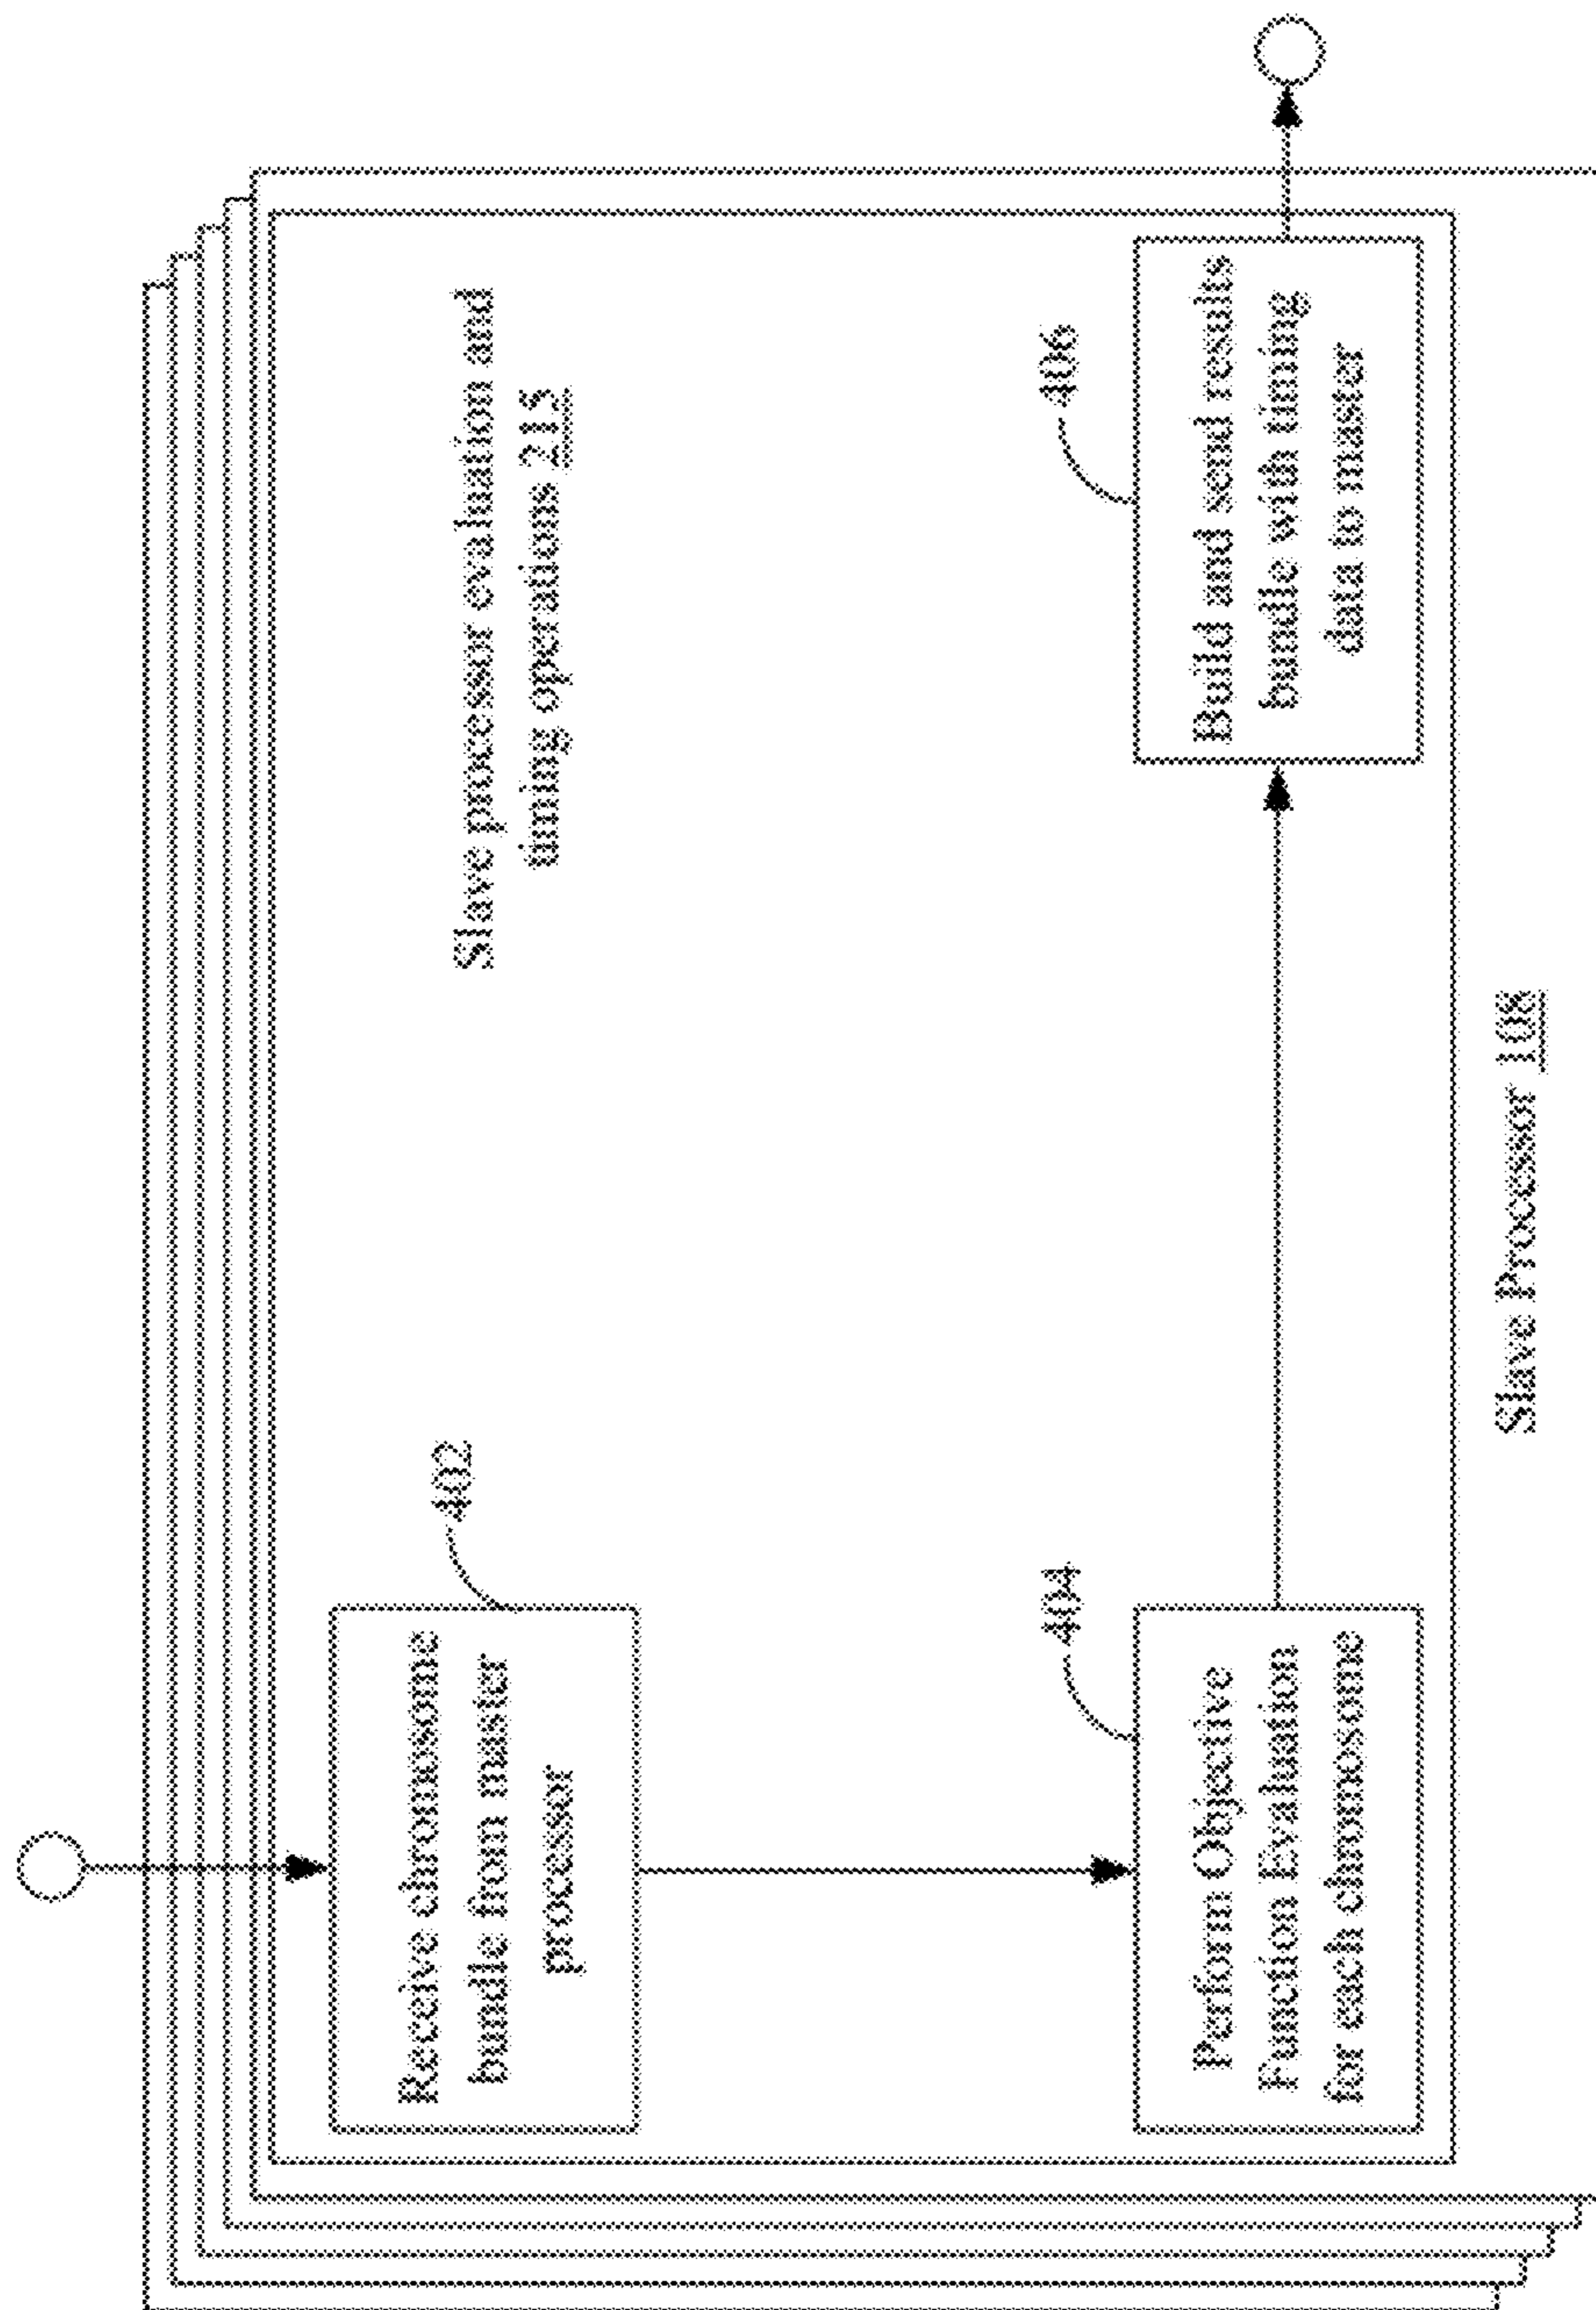 Receive chromosome
bundle from master
processor
402
Slave processor evaluation and
timing operations 215
Perform Objective
Function Evaluation
for each chromosome
404
Build and send results
bundle with timing
data to master
406
Slave Processor 108